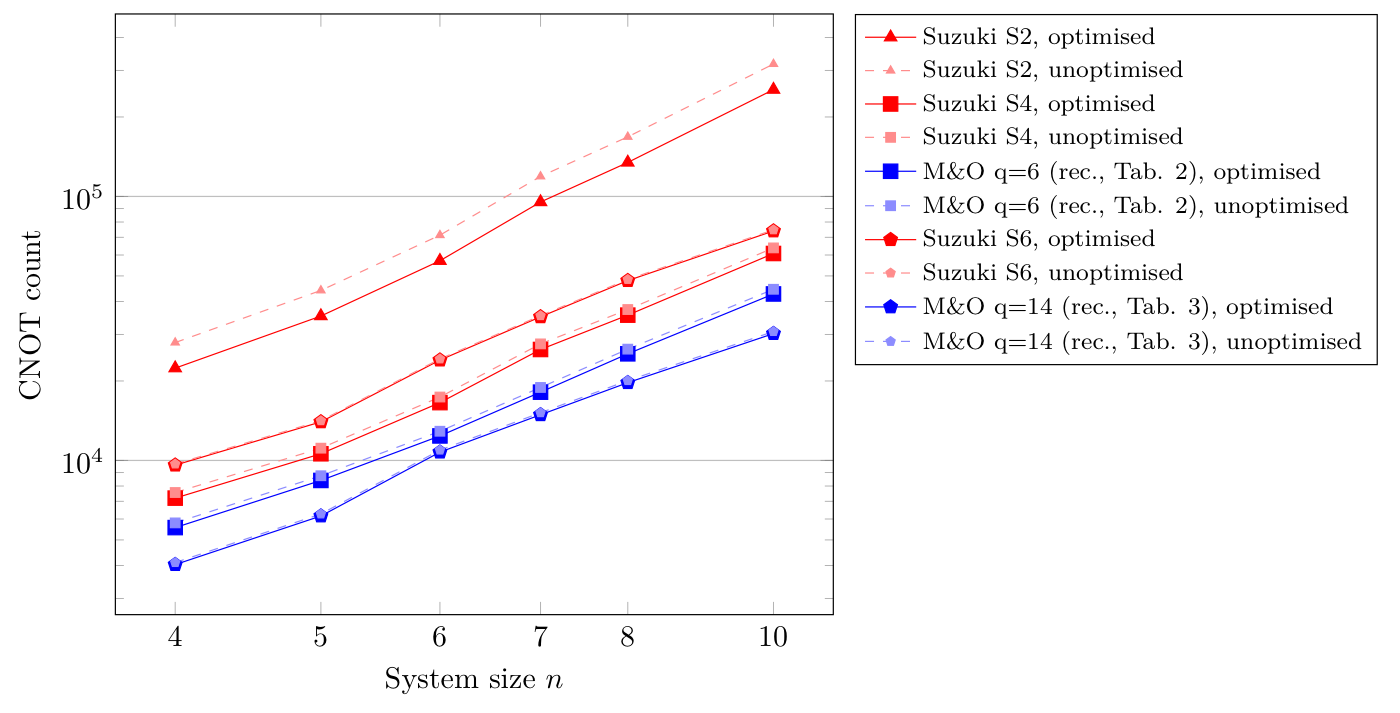 CNOT count
10^5
10^4
4 5 6 7 8 10
System size n
Suzuki S2, optimised
Suzuki S2, unoptimised
Suzuki S4, optimised
Suzuki S4, unoptimised
M&O q=6 (rec., Tab. 2), optimised
M&O q=6 (rec., Tab. 2), unoptimised
Suzuki S6, optimised
Suzuki S6, unoptimised
M&O q=14 (rec., Tab. 3), optimised
M&O q=14 (rec., Tab. 3), unoptimised